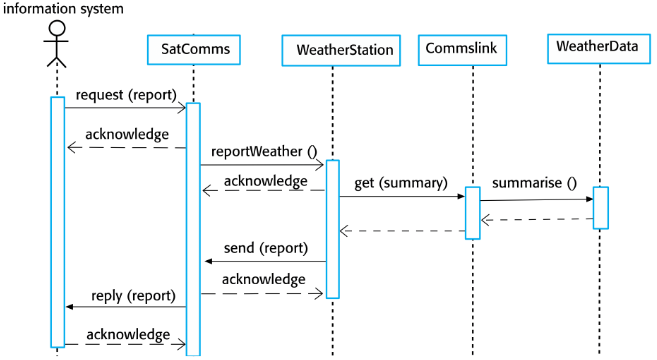 information system
SatComms
WeatherStation
Commslink
WeatherData
request (report)
acknowledge
reportWeather ()
acknowledge
get (summary)
summarise ()
send (report)
acknowledge
reply (report)
acknowledge